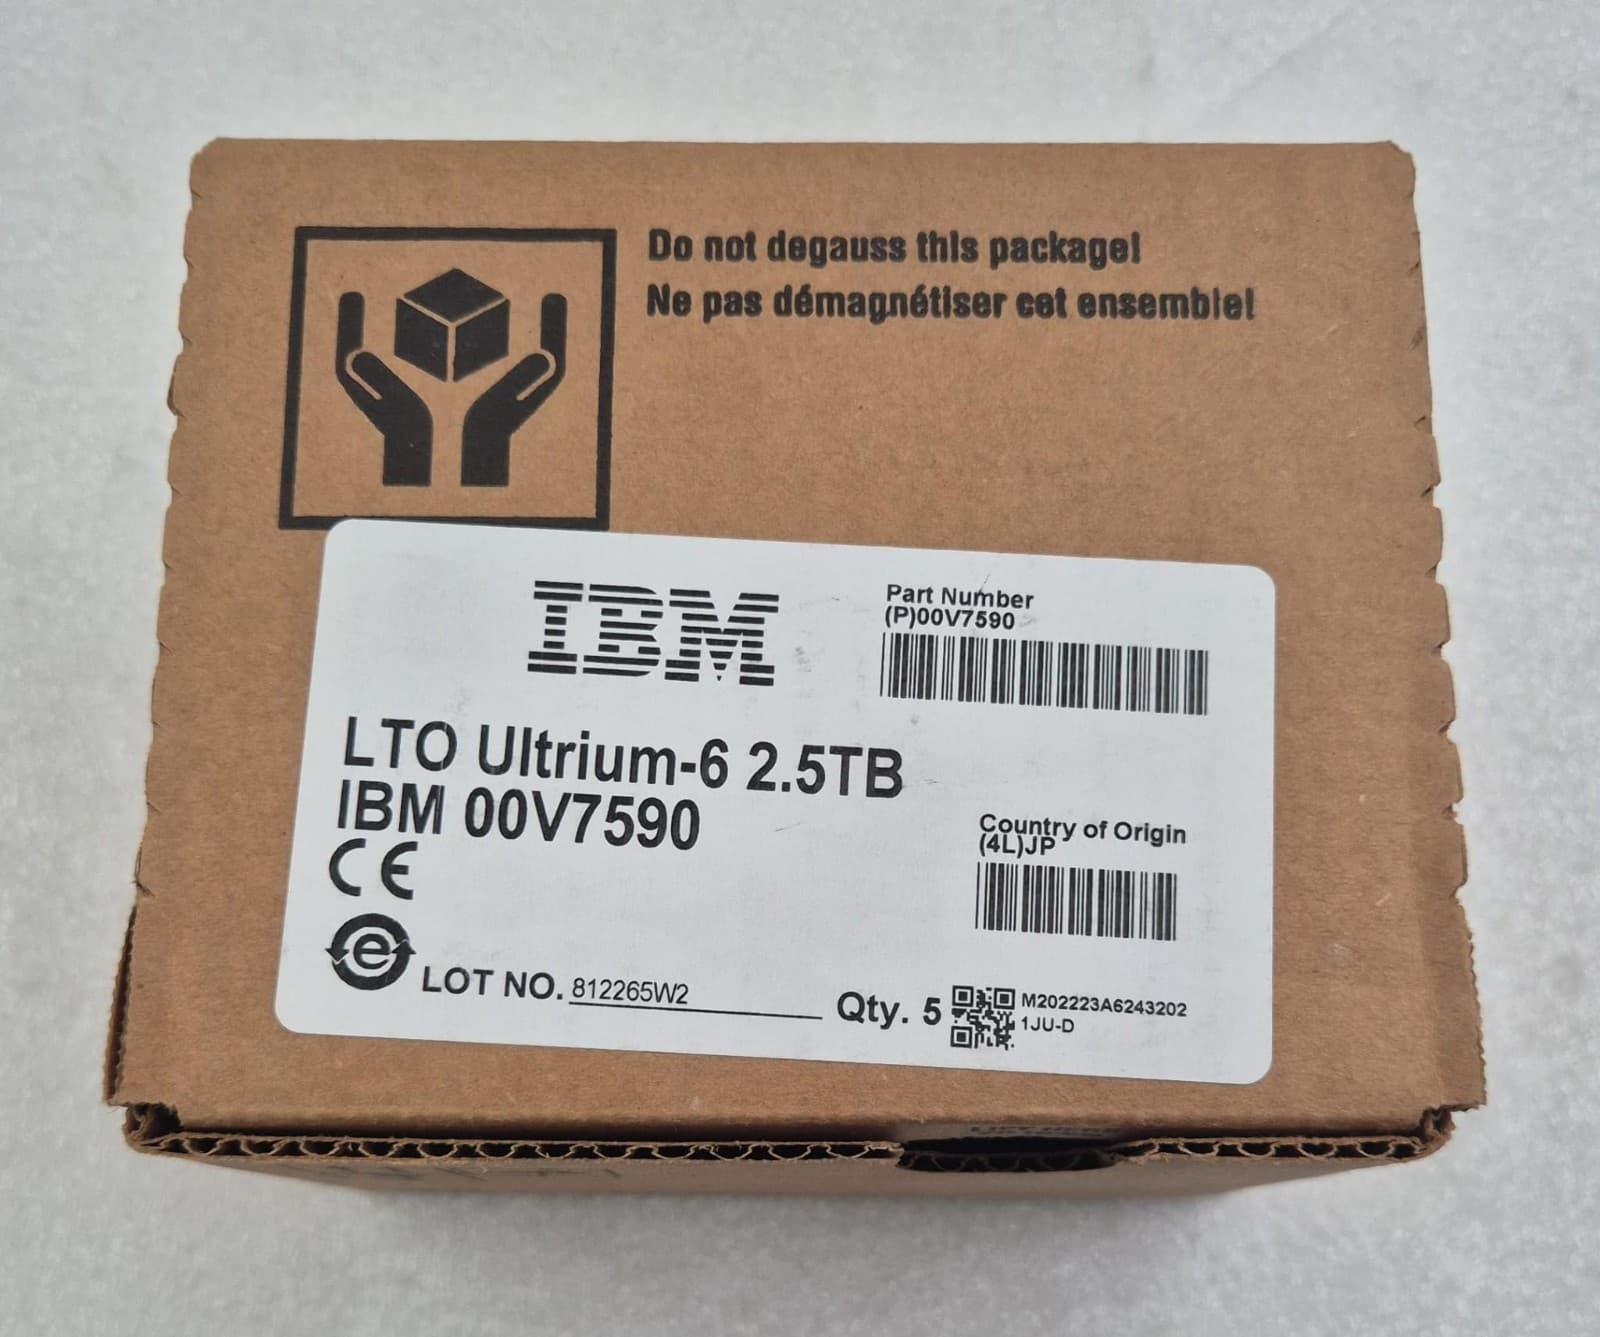 Do not degauss this package!
Ne pas démagnétiser cet ensemble!
IBM
Part Number
(P)00V7590
LTO Ultrium-6 2.5TB
IBM 00V7590
CE
Country of Origin
(4L)JP
e
LOT NO. 812265W2
Qty. 5
M202223A6243202
1JU-D